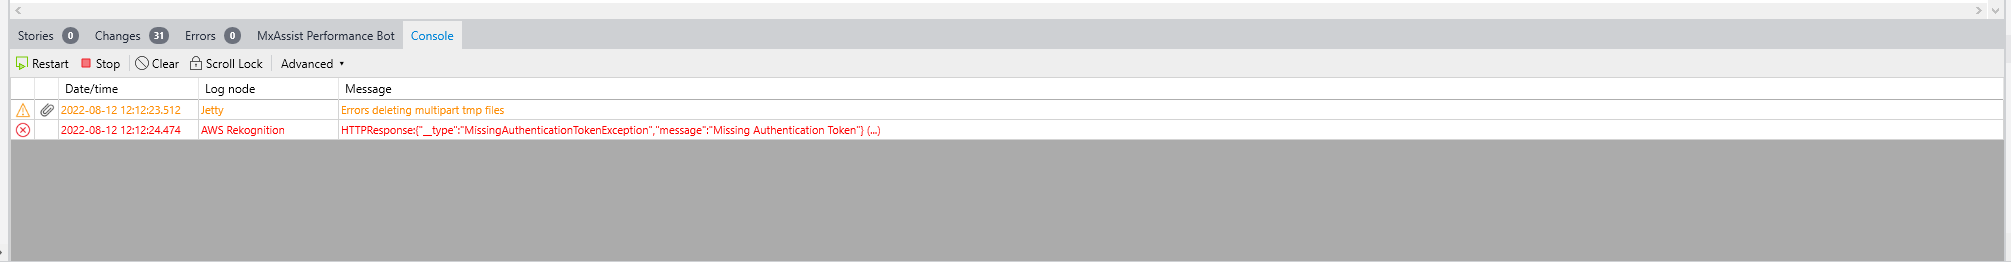 Stories 0 Changes 31 Errors 0 MxAssist Performance Bot Console
Restart Stop Clear Scroll Lock Advanced
Date/time Log node Message
2022-08-12 12:12:23.512 Jetty Errors deleting multipart tmp files
2022-08-12 12:12:24.474 AWS Rekognition HTTPResponse:{"__type":"MissingAuthenticationTokenException","message":"Missing Authentication Token"} (...)